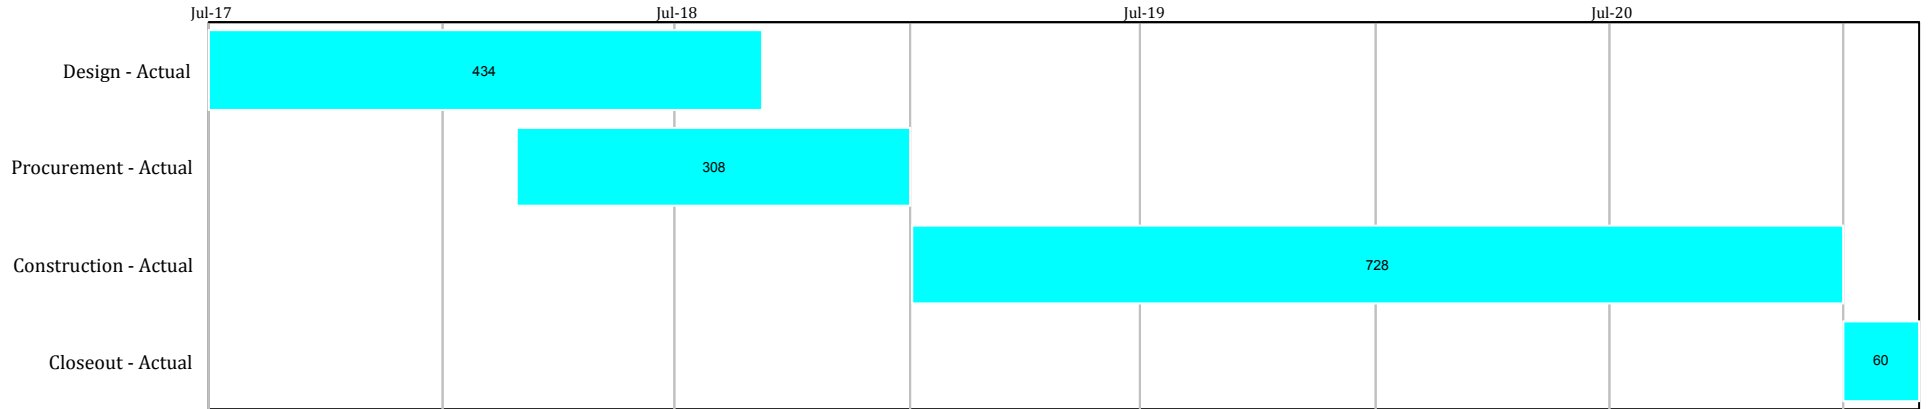 Jul-17 Jul-18 Jul-19 Jul-20
Design - Actual 434
Procurement - Actual 308
Construction - Actual 728
Closeout - Actual 60